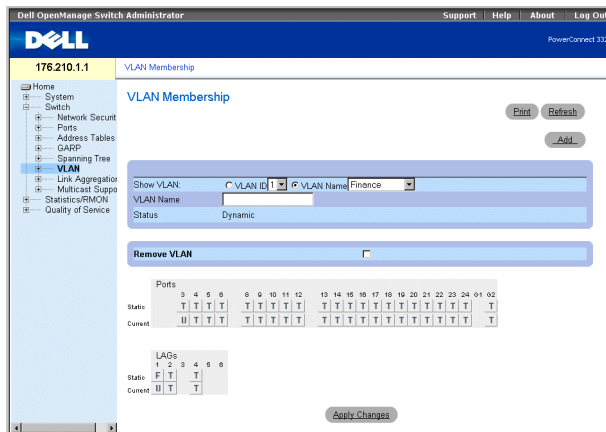 Dell OpenManage Switch Administrator
Support Help About Log Out
DELL
PowerConnect 332
176.210.1.1
VLAN Membership
Home
System
Switch
Network Securit
Ports
Address Tables
GARP
Spanning Tree
VLAN
Link Aggregation
Multicast Suppo
Statistics/RMON
Quality of Service
VLAN Membership
Print Refresh
Add
Show VLAN: VLAN ID 1 VLAN Name Finance
VLAN Name
Status Dynamic
Remove VLAN
Ports
3 4 5 6 8 9 10 11 12 13 14 15 16 17 18 19 20 21 22 23 24 G1 G2
Static T T T T T T T T T T T T T T T T T T T T T T
Current U T T T T T T T T T T T T T T T T T T T T T
LAGs
1 2 3 4 5 6
Static F T T
Current U T T
Apply Changes